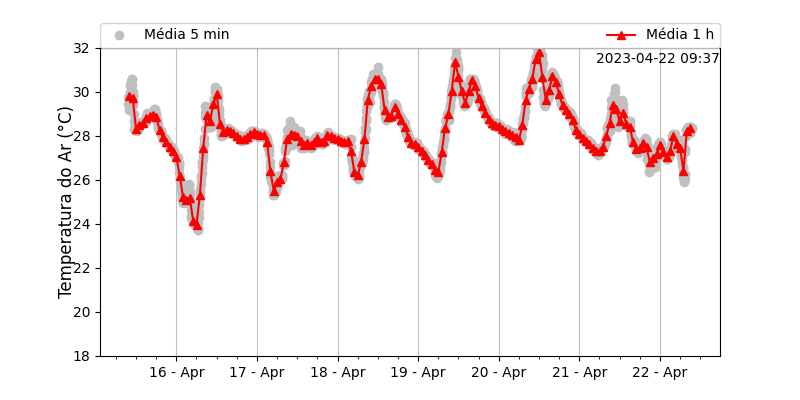 Média 5 min
Média 1 h
2023-04-22 09:37
Temperatura do Ar (°C)
32
30
28
26
24
22
20
18
16 - Apr
17 - Apr
18 - Apr
19 - Apr
20 - Apr
21 - Apr
22 - Apr